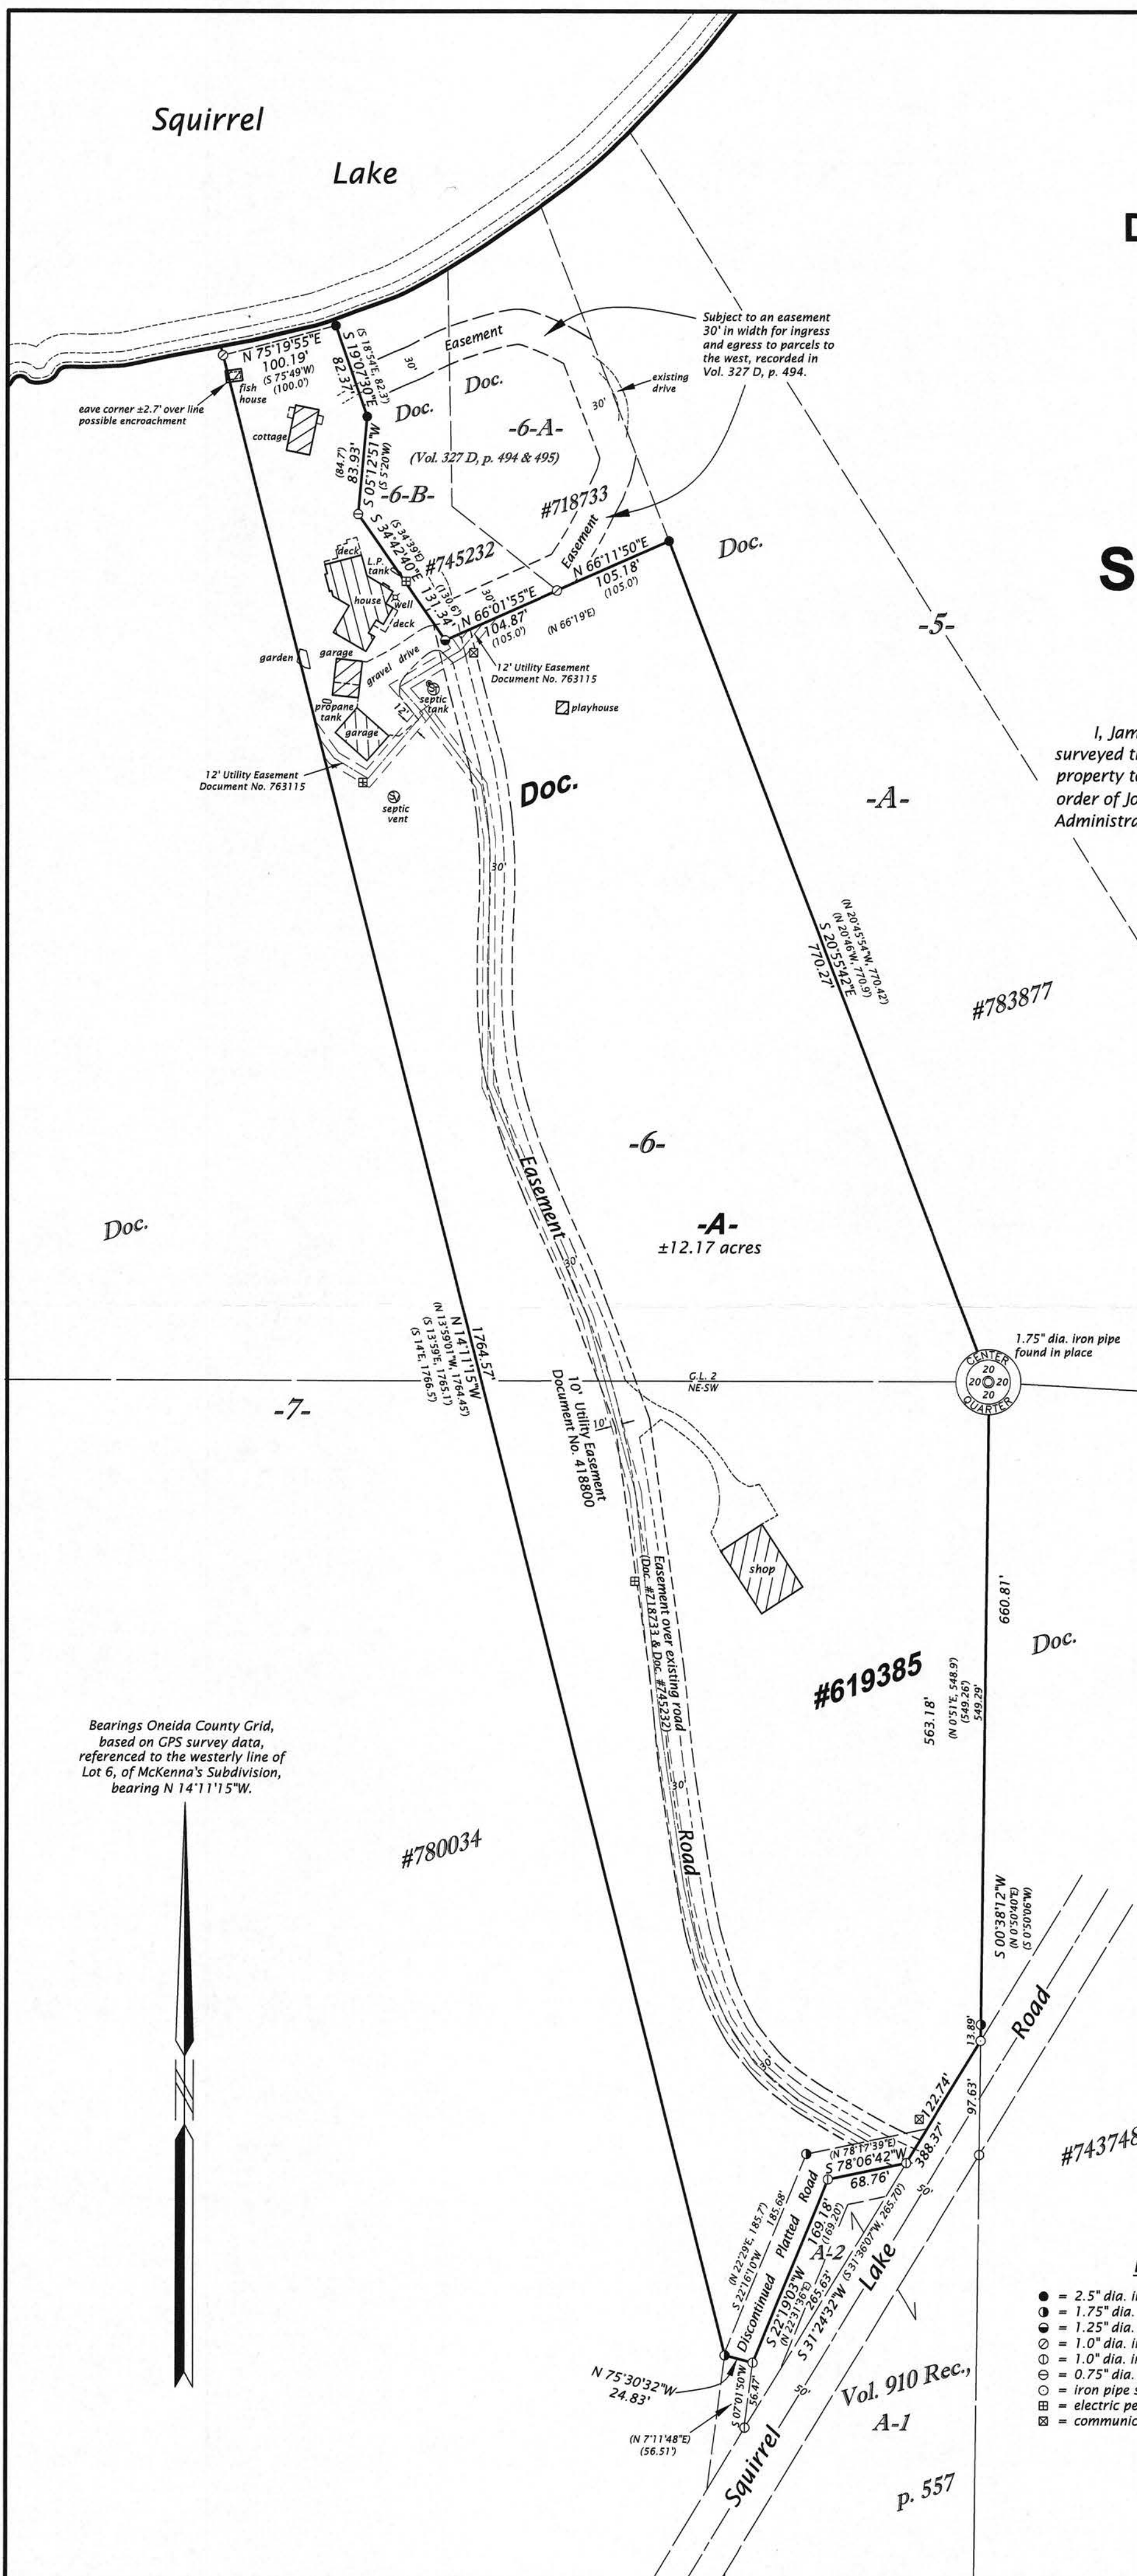 Squirrel
Lake
D
N 75°19'55"E
100.19'
(S 75°49'W)
(100.0')
S 19°07'30"E
82.37'
(S 18°54'E, 82.3')
30'
Easement
Subject to an easement
30' in width for ingress
and egress to parcels to
the west, recorded in
Vol. 327 D, p. 494.
existing
drive
30'
fish
house
eave corner ±2.7' over line
possible encroachment
cottage
Doc.
Doc.
-6-A-
(Vol. 327 D, p. 494 & 495)
(84.7')
83.93'
S 05°12'51"W
(S 5°20'W)
-6-B-
#718733
Easement
S 34°42'40"E
(S 34°39'E)
131.34'
(130.6')
#745232
30'
N 66°11'50"E
105.18'
(105.0')
Doc.
S
N 66°01'55"E
104.87'
(105.0')
(N 66°19'E)
deck
L.P.
tank
house
well
deck
-5-
garden
garage
gravel drive
12' Utility Easement
Document No. 763115
septic
tank
propane
tank
12'
garage
playhouse
I, Jam
surveyed t
property t
order of Jo
Administra
12' Utility Easement
Document No. 763115
septic
vent
Doc.
-A-
30'
(N 20°45'54"W, 770.42')
(N 20°46'W, 770.9')
S 20°55'42"E
770.27'
#783877
-6-
Easement
-A-
±12.17 acres
Doc.
30'
1764.57'
N 14°11'15"W
(N 13°59'01"W, 1764.45')
(S 13°59'E, 1765.1')
(S 14°E, 1766.5')
1.75" dia. iron pipe
found in place
CENTER
20
20 20
20
QUARTER
G.L. 2
NE-SW
-7-
10' Utility Easement
Document No. 418800
10'
shop
Easement over existing road
(Doc. #718733 & Doc. #745232)
660.81'
Doc.
#619385
563.18'
(N 0°51'E, 548.9')
(549.26')
549.29'
Bearings Oneida County Grid,
based on GPS survey data,
referenced to the westerly line of
Lot 6, of McKenna's Subdivision,
bearing N 14°11'15"W.
30'
Road
#780034
S 00°38'12"W
(N 0°50'40"E)
(S 0°50'06"W)
Road
13.89'
30'
122.74'
97.63'
388.37'
#743748
(N 78°17'39"E)
S 78°06'42"W
68.76'
50'
(N 22°29'E, 185.7')
S 22°16'10"W 185.68'
Discontinued Platted Road
169.18'
(169.20')
S 22°19'03"W
(N 22°31'36"E)
A-2
265.63'
S 31°24'32"W
(S 31°36'07"W, 265.70')
Lake
N 75°30'32"W
24.83'
S 07°01'50"W
56.47'
(N 7°11'48"E)
(56.51')
50'
Squirrel
Vol. 910 Rec.,
A-1
p. 557
= 2.5" dia. i
= 1.75" dia.
= 1.25" dia.
= 1.0" dia. i
= 1.0" dia. i
= 0.75" dia.
= iron pipe s
= electric pe
= communic